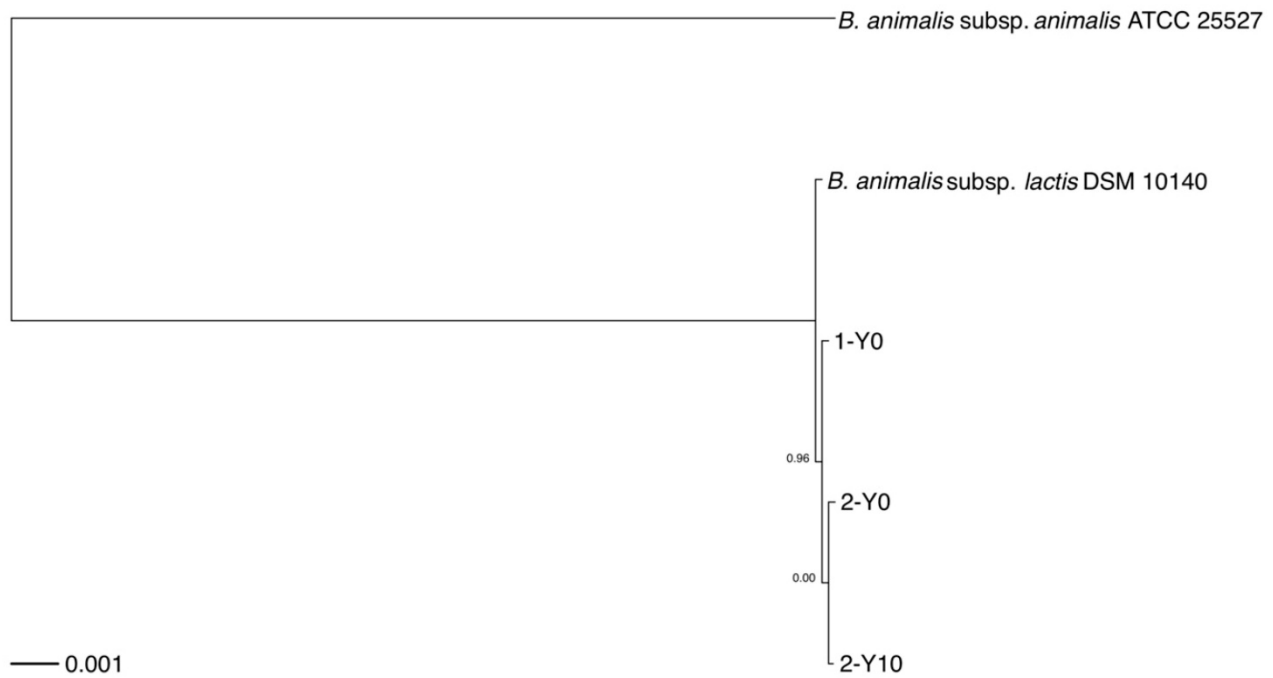 B. animalis subsp. animalis ATCC 25527
B. animalis subsp. lactis DSM 10140
1-Y0
0.96
2-Y0
0.00
0.001
2-Y10